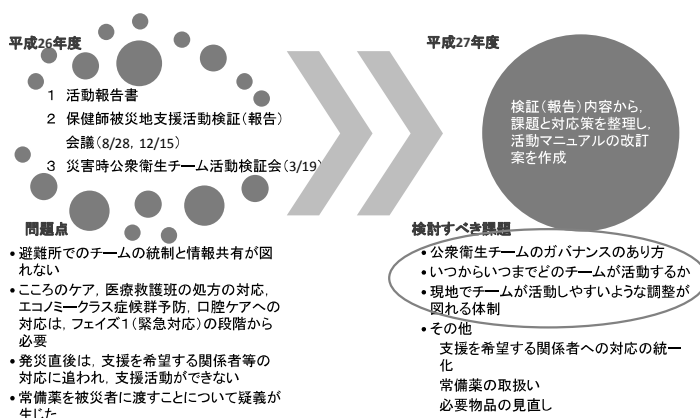 平成26年度
1 活動報告書
2 保健師被災地支援活動検証(報告)
会議(8/28, 12/15)
3 災害時公衆衛生チーム活動検証会(3/19)
問題点
•避難所でのチームの統制と情報共有が図
れない
•こころのケア, 医療救護班の処方の対応,
エコノミークラス症候群予防, 口腔ケアへの
対応は, フェイズ1(緊急対応)の段階から
必要
•発災直後は, 支援を希望する関係者等の
対応に追われ, 支援活動ができない
•常備薬を被災者に渡すことについて疑義が
生じた
平成27年度
検証(報告)内容から,
課題と対応策を整理し,
活動マニュアルの改訂
案を作成
検討すべき課題
•公衆衛生チームのガバナンスのあり方
•いつからいつまでどのチームが活動するか
•現地でチームが活動しやすいような調整が
図れる体制
•その他
支援を希望する関係者への対応の統一
化
常備薬の取扱い
必要物品の見直し